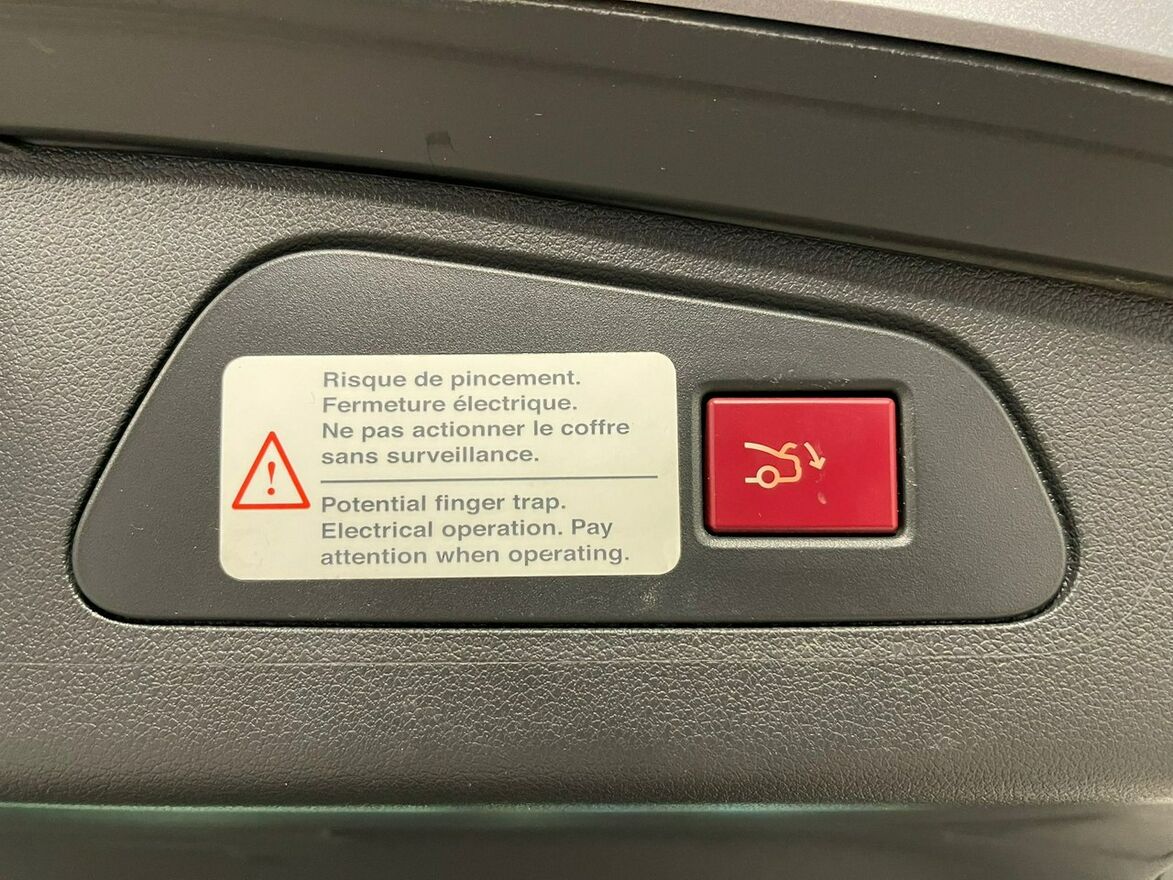 Risque de pincement.
Fermeture électrique.
Ne pas actionner le coffre
sans surveillance.
Potential finger trap.
Electrical operation. Pay
attention when operating.